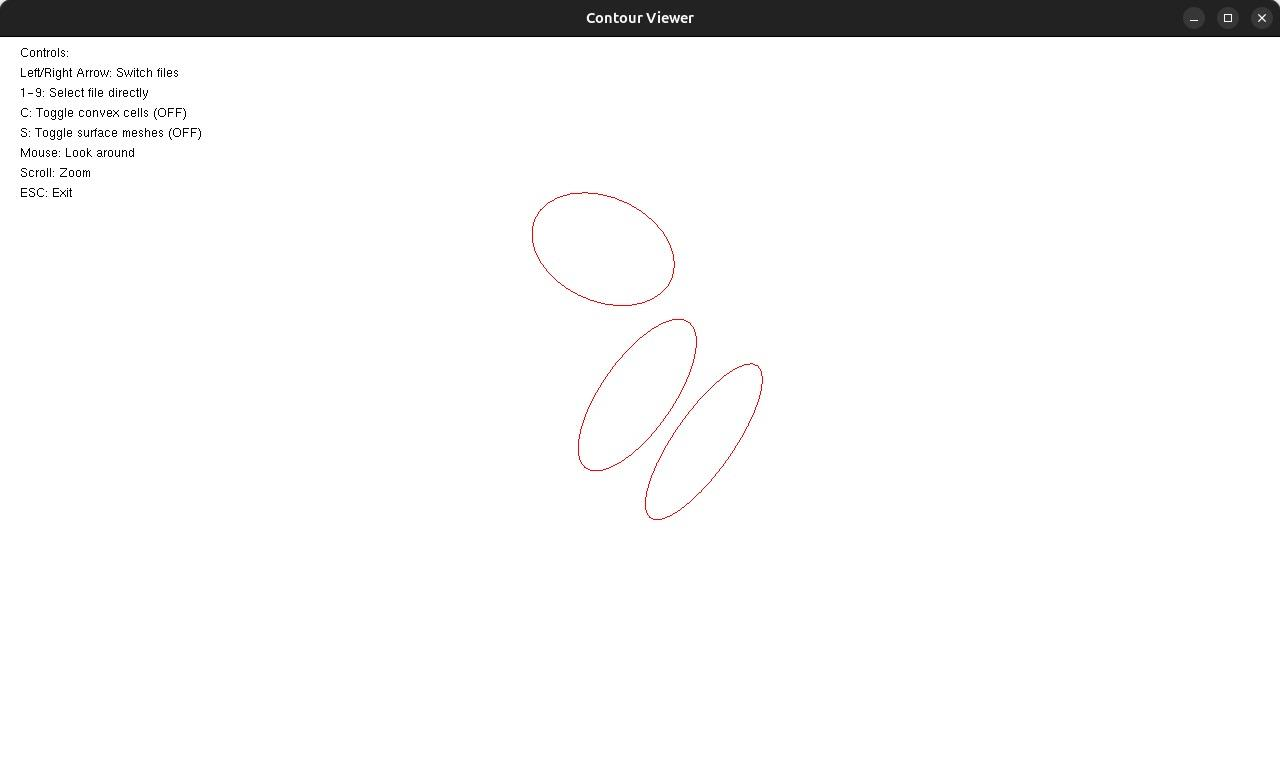 Contour Viewer
Controls:
Left/Right Arrow: Switch files
1-9: Select file directly
C: Toggle convex cells (OFF)
S: Toggle surface meshes (OFF)
Mouse: Look around
Scroll: Zoom
ESC: Exit